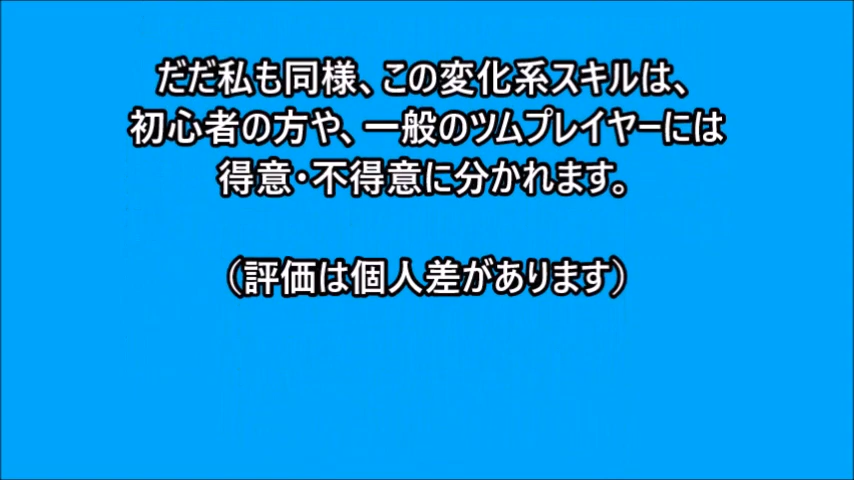 だだ私も同様、この変化系スキルは、
初心者の方や、一般のツムプレイヤーには
得意・不得意に分かれます。
（評価は個人差があります）